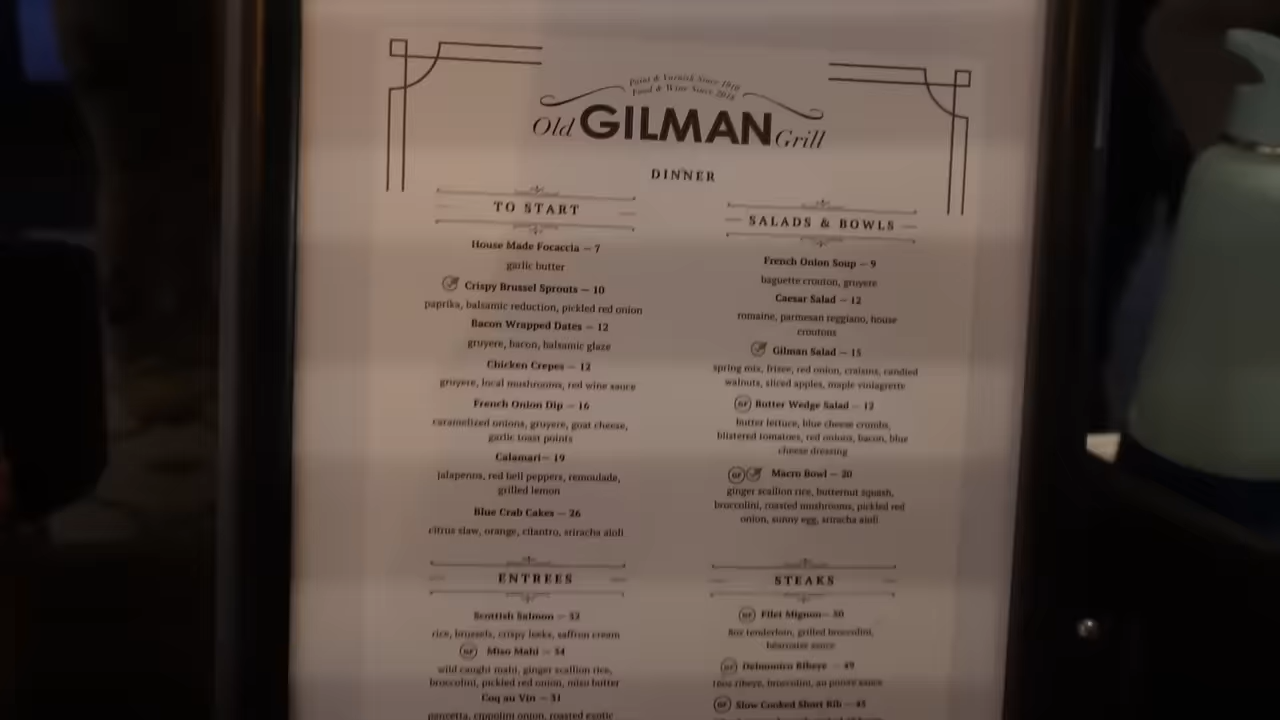 Paint & Varnish Since 1910
Food & Wine Since 2018
Old GILMAN Grill
DINNER
TO START
House Made Focaccia — 7
garlic butter
Crispy Brussel Sprouts — 10
paprika, balsamic reduction, pickled red onion
Bacon Wrapped Dates — 12
gruyere, bacon, balsamic glaze
Chicken Crepes — 12
gruyere, local mushrooms, red wine sauce
French Onion Dip — 16
caramelized onions, gruyere, goat cheese,
garlic toast points
Calamari— 19
jalapenos, red bell peppers, remoulade,
grilled lemon
Blue Crab Cakes — 26
citrus slaw, orange, cilantro, sriracha aioli
SALADS & BOWLS
French Onion Soup — 9
baguette crouton, gruyere
Caesar Salad — 12
romaine, parmesan reggiano, house
croutons
Gilman Salad — 15
spring mix, frisee, red onion, craisins, candied
walnuts, sliced apples, maple vinaigrette
GF Butter Wedge Salad — 12
butter lettuce, blue cheese crumbs,
blistered tomatoes, red onions, bacon, blue
cheese dressing
GF Macro Bowl — 20
ginger scallion rice, butternut squash,
broccolini, roasted mushrooms, pickled red
onion, sunny egg, sriracha aioli
ENTREES
Scottish Salmon — 32
rice, brussels, crispy leeks, saffron cream
GF Miso Mahi — 34
wild caught mahi, ginger scallion rice,
broccolini, pickled red onion, miso butter
Coq au Vin — 31
pancetta, cippolini onion, roasted exotic
STEAKS
GF Filet Mignon— 50
8oz tenderloin, grilled broccolini,
béarnaise sauce
GF Delmonico Ribeye — 49
16oz ribeye, broccolini, au poivre sauce
GF Slow Cooked Short Rib — 45